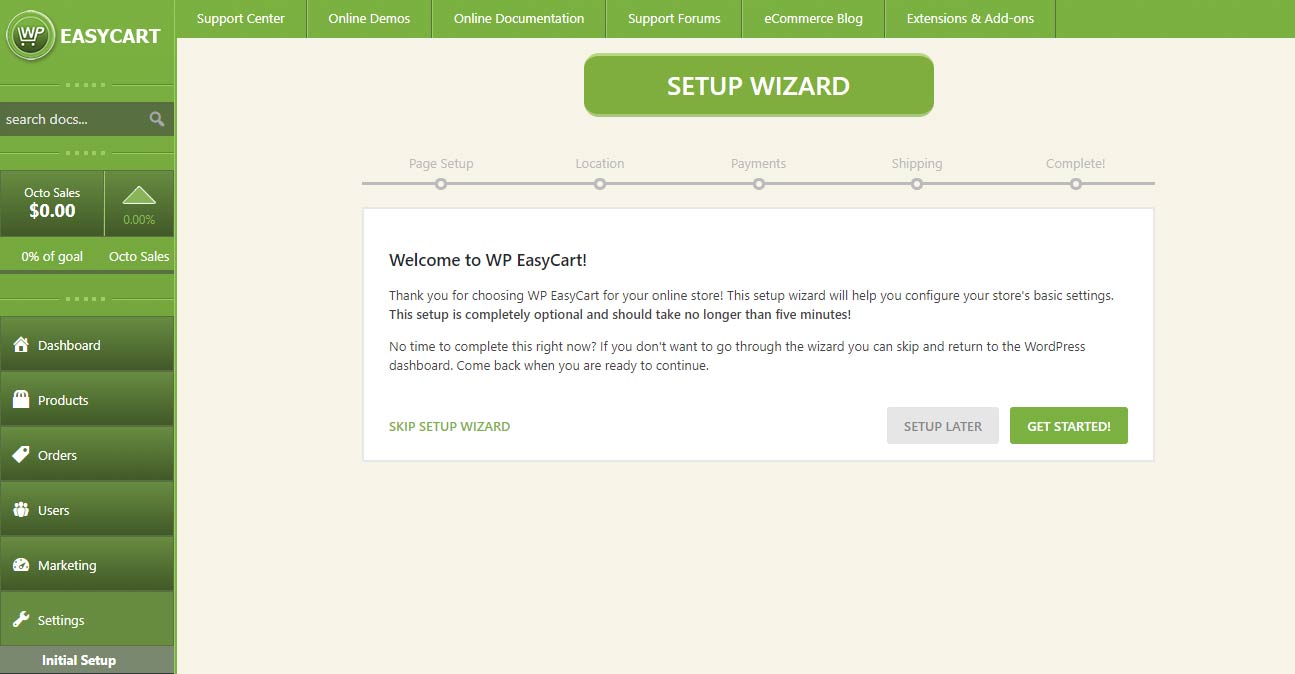 WP EASYCART
Support Center
Online Demos
Online Documentation
Support Forums
eCommerce Blog
Extensions & Add-ons
search docs...
Octo Sales
$0.00
0.00%
0% of goal
Octo Sales
Dashboard
Products
Orders
Users
Marketing
Settings
Initial Setup
SETUP WIZARD
Page Setup
Location
Payments
Shipping
Complete!
Welcome to WP EasyCart!
Thank you for choosing WP EasyCart for your online store! This setup wizard will help you configure your store's basic settings.
This setup is completely optional and should take no longer than five minutes!
No time to complete this right now? If you don't want to go through the wizard you can skip and return to the WordPress
dashboard. Come back when you are ready to continue.
SKIP SETUP WIZARD
SETUP LATER
GET STARTED!